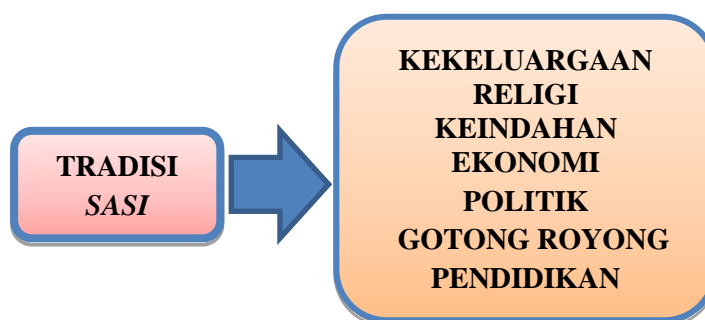 TRADISI
SASI
KEKELUARGAAN
RELIGI
KEINDAHAN
EKONOMI
POLITIK
GOTONG ROYONG
PENDIDIKAN